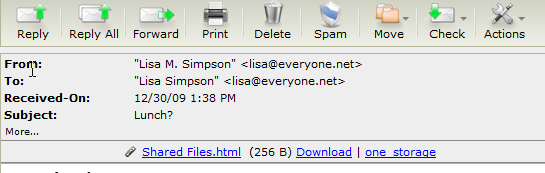 Reply Reply All Forward Print Delete Spam Move Check Actions
From: "Lisa M. Simpson" <lisa@everyone.net>
To: "Lisa Simpson" <lisa@everyone.net>
Received-On: 12/30/09 1:38 PM
Subject: Lunch?
More...
Shared Files.html (256 B) Download | one_storage